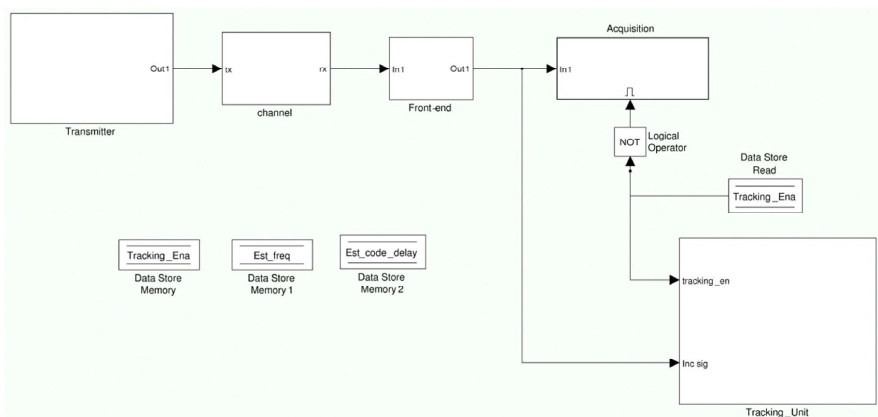 Acquisition
Out1
tx
rx
In1
Out1
In1
Transmitter
channel
Front-end
NOT
Logical
Operator
Data Store
Read
Tracking_Ena
Tracking_Ena
Data Store
Memory
Est_freq
Data Store
Memory 1
Est_code_delay
Data Store
Memory 2
tracking_en
Inc sig
Tracking_Unit